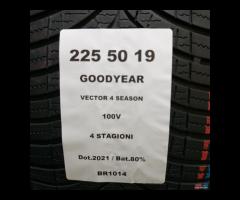 225 50 19
GOODYEAR
VECTOR 4 SEASON
100V
4 STAGIONI
Dot.2021 / Bat.80%
BR1014